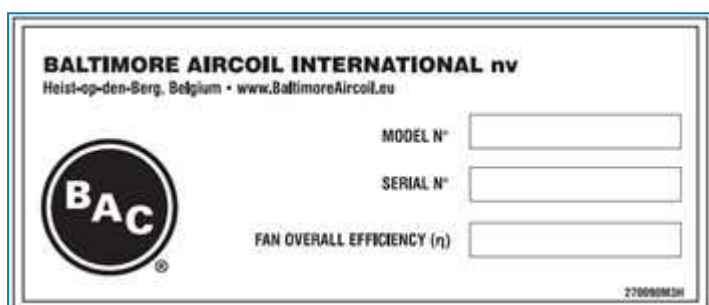 BALTIMORE AIRCOIL INTERNATIONAL nv
Heist-op-den-Berg, Belgium • www.BaltimoreAircoil.eu
MODEL N°
SERIAL N°
BAC
®
FAN OVERALL EFFICIENCY (η)
270090M3H